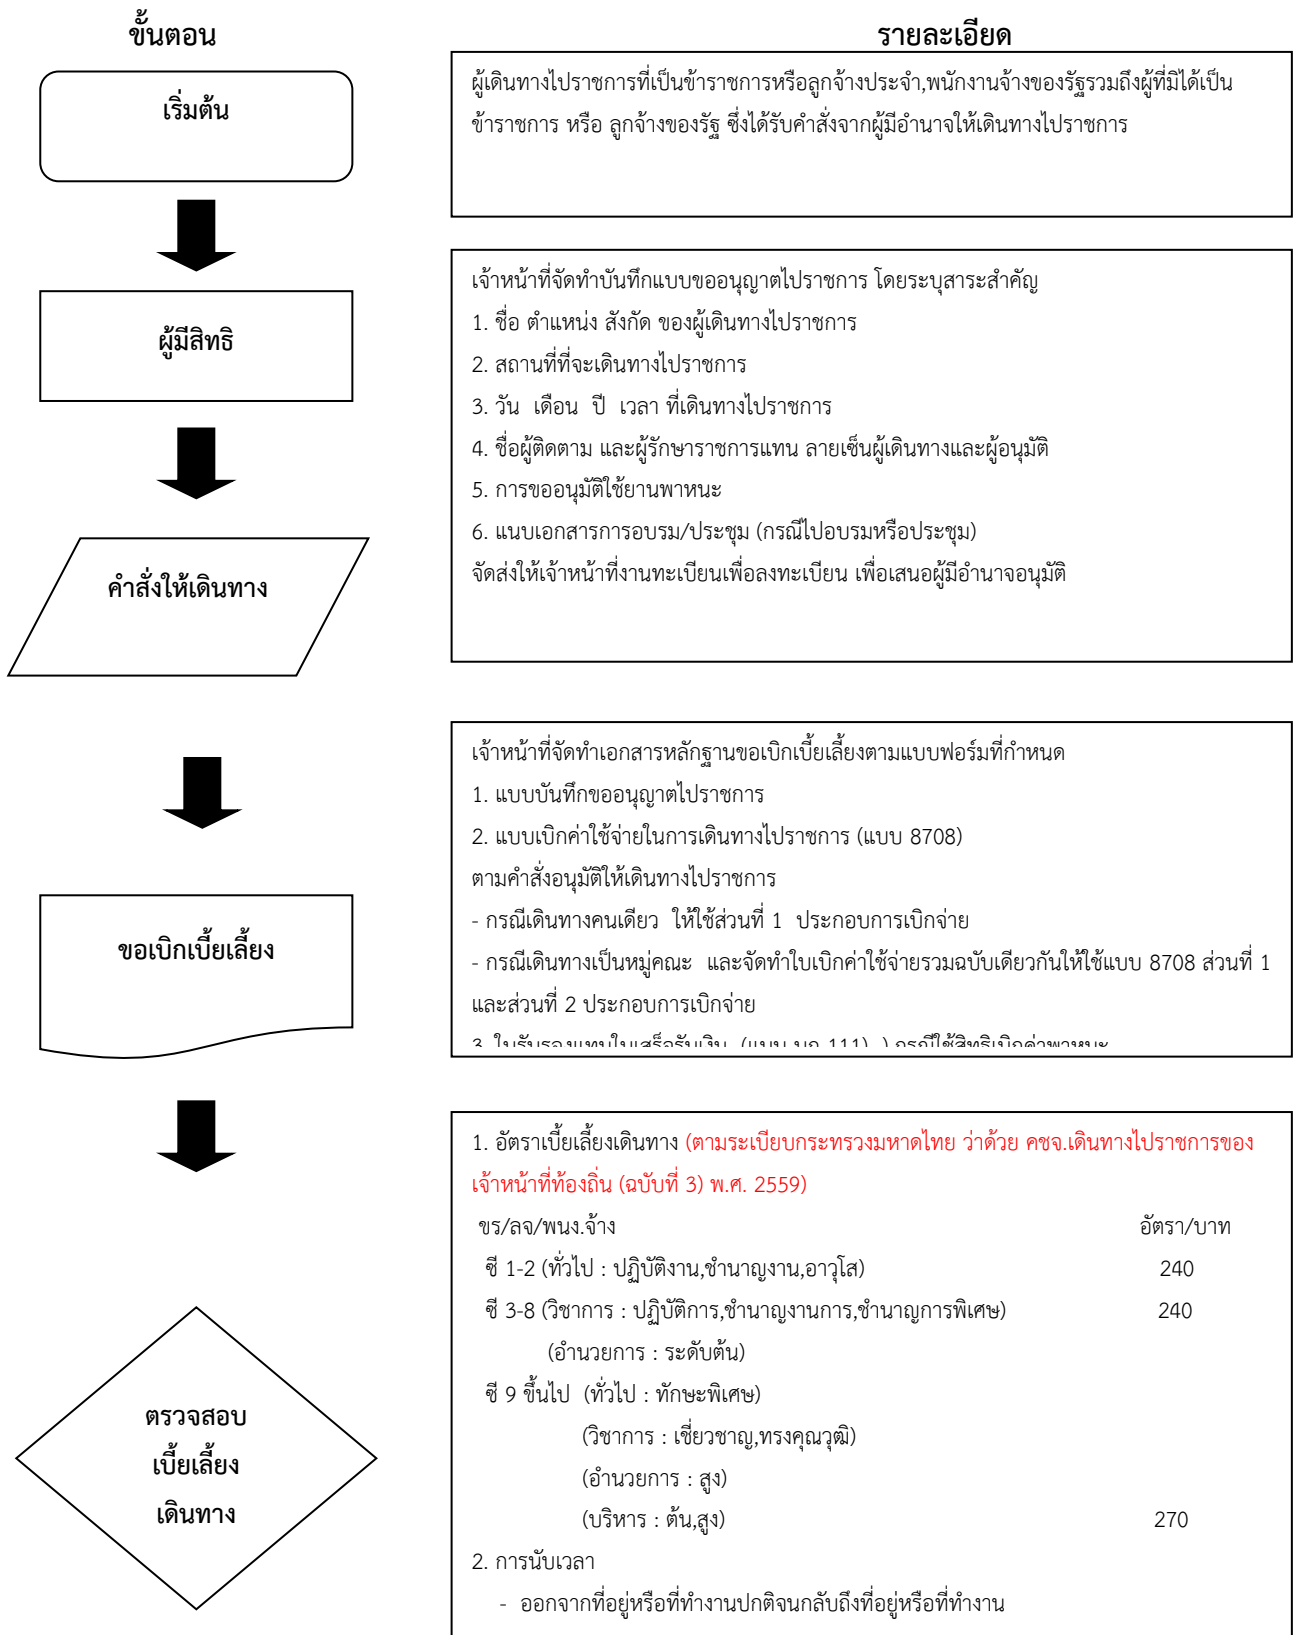 ขั้นตอน
รายละเอียด
เริ่มต้น
ผู้เดินทางไปราชการที่เป็นข้าราชการหรือลูกจ้างประจำ,พนักงานจ้างของรัฐรวมถึงผู้ที่มิได้เป็น
ข้าราชการ หรือ ลูกจ้างของรัฐ ซึ่งได้รับคำสั่งจากผู้มีอำนาจให้เดินทางไปราชการ
ผู้มีสิทธิ
คำสั่งให้เดินทาง
เจ้าหน้าที่จัดทำบันทึกแบบขออนุญาตไปราชการ โดยระบุสาระสำคัญ
1. ชื่อ ตำแหน่ง สังกัด ของผู้เดินทางไปราชการ
2. สถานที่ที่จะเดินทางไปราชการ
3. วัน เดือน ปี เวลา ที่เดินทางไปราชการ
4. ชื่อผู้ติดตาม และผู้รักษาราชการแทน ลายเซ็นผู้เดินทางและผู้อนุมัติ
5. การขออนุมัติใช้ยานพาหนะ
6. แนบเอกสารการอบรม/ประชุม (กรณีไปอบรมหรือประชุม)
จัดส่งให้เจ้าหน้าที่งานทะเบียนเพื่อลงทะเบียน เพื่อเสนอผู้มีอำนาจอนุมัติ
ขอเบิกเบี้ยเลี้ยง
เจ้าหน้าที่จัดทำเอกสารหลักฐานขอเบิกเบี้ยเลี้ยงตามแบบฟอร์มที่กำหนด
1. แบบบันทึกขออนุญาตไปราชการ
2. แบบเบิกค่าใช้จ่ายในการเดินทางไปราชการ (แบบ 8708)
ตามคำสั่งอนุมัติให้เดินทางไปราชการ
- กรณีเดินทางคนเดียว ให้ใช้ส่วนที่ 1 ประกอบการเบิกจ่าย
- กรณีเดินทางเป็นหมู่คณะ และจัดทำใบเบิกค่าใช้จ่ายรวมฉบับเดียวกันให้ใช้แบบ 8708 ส่วนที่ 1
และส่วนที่ 2 ประกอบการเบิกจ่าย
3. ใบรับรองแทนใบเสร็จรับเงิน (แบบ บก 111) ) กรณีใช้สิทธิเบิกค่าพาหนะ
ตรวจสอบ
เบี้ยเลี้ยง
เดินทาง
1. อัตราเบี้ยเลี้ยงเดินทาง (ตามระเบียบกระทรวงมหาดไทย ว่าด้วย คชจ.เดินทางไปราชการของ
เจ้าหน้าที่ท้องถิ่น (ฉบับที่ 3) พ.ศ. 2559)
ขร/ลจ/พนง.จ้าง อัตรา/บาท
ซี 1-2 (ทั่วไป : ปฏิบัติงาน,ชำนาญงาน,อาวุโส) 240
ซี 3-8 (วิชาการ : ปฏิบัติการ,ชำนาญงานการ,ชำนาญการพิเศษ) 240
(อำนวยการ : ระดับต้น)
ซี 9 ขึ้นไป (ทั่วไป : ทักษะพิเศษ)
(วิชาการ : เชี่ยวชาญ,ทรงคุณวุฒิ)
(อำนวยการ : สูง)
(บริหาร : ต้น,สูง) 270
2. การนับเวลา
- ออกจากที่อยู่หรือที่ทำงานปกติจนกลับถึงที่อยู่หรือที่ทำงาน